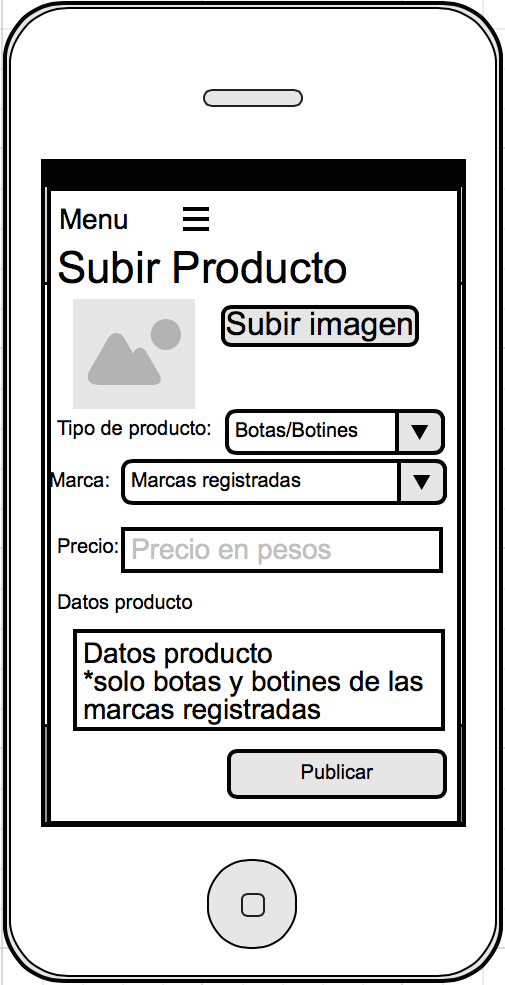 Menu
Subir Producto
Subir imagen
Tipo de producto:
Botas/Botines
Marca:
Marcas registradas
Precio:
Precio en pesos
Datos producto
Datos producto
*solo botas y botines de las
marcas registradas
Publicar